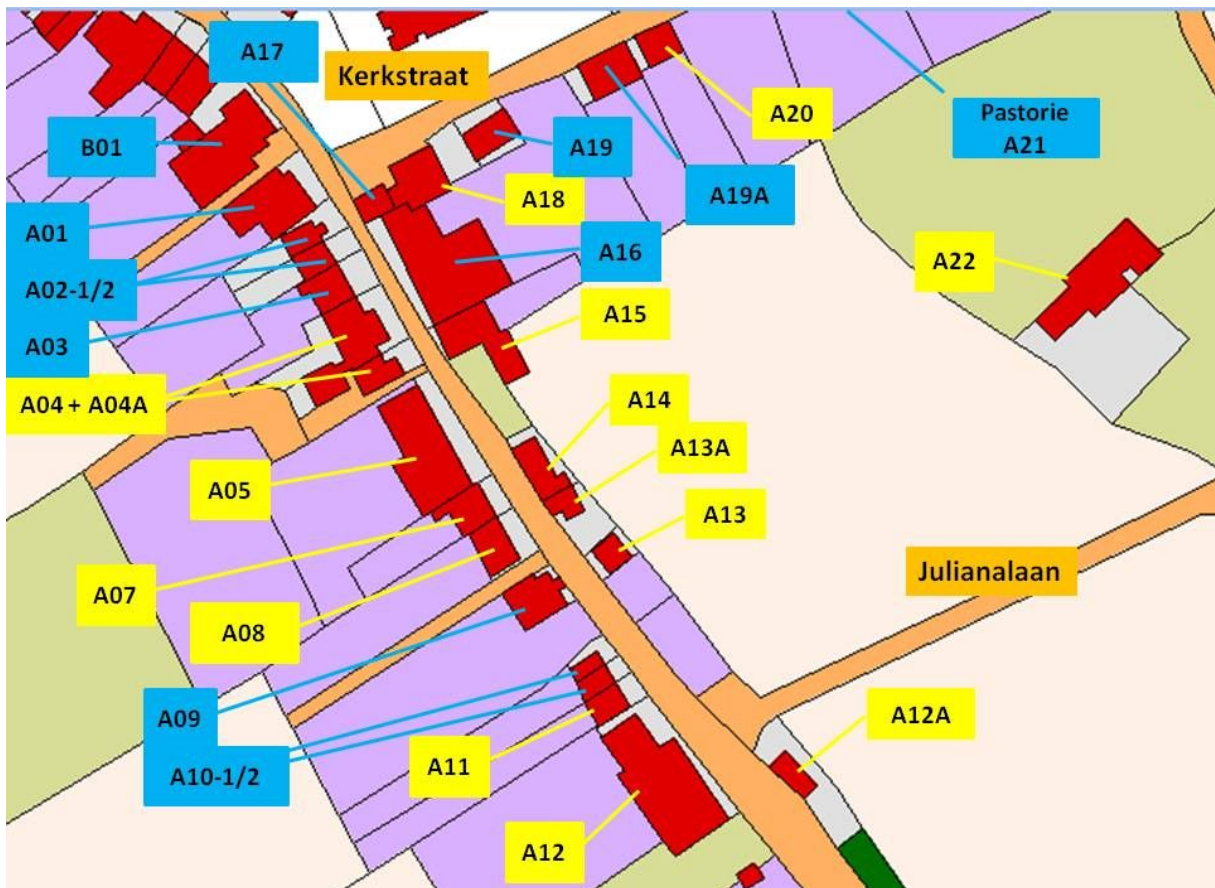 A17
Kerkstraat
A20
Pastorie
A21
B01
A19
A18
A19A
A01
A16
A22
A02-1/2
A15
A03
A04 + A04A
A14
A13A
A05
A13
Julianalaan
A07
A08
A09
A12A
A11
A10-1/2
A12